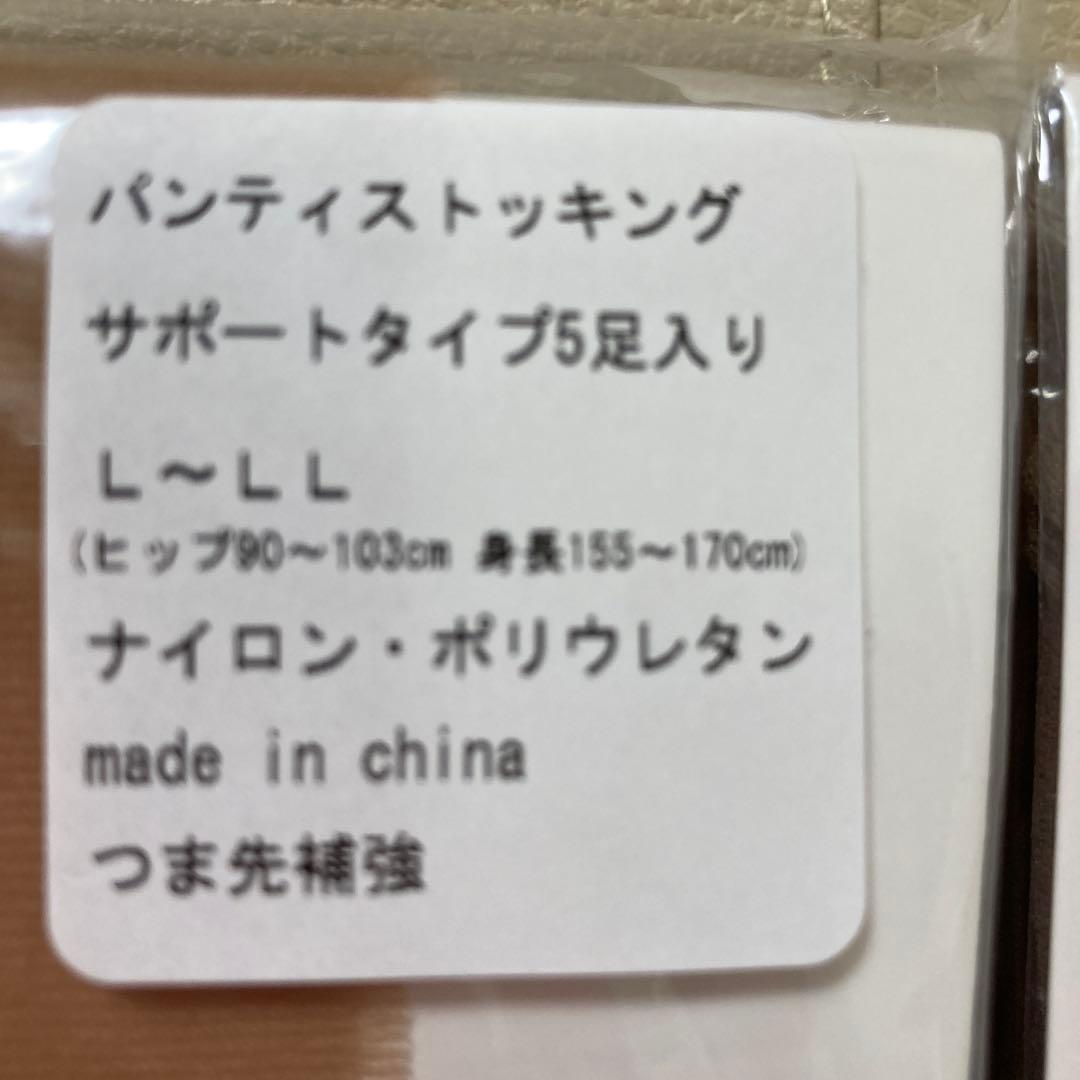 パンティストッキング
サポートタイプ5足入り
L～LL
(ヒップ90～103cm 身長155～170cm)
ナイロン・ポリウレタン
made in china
つま先補強